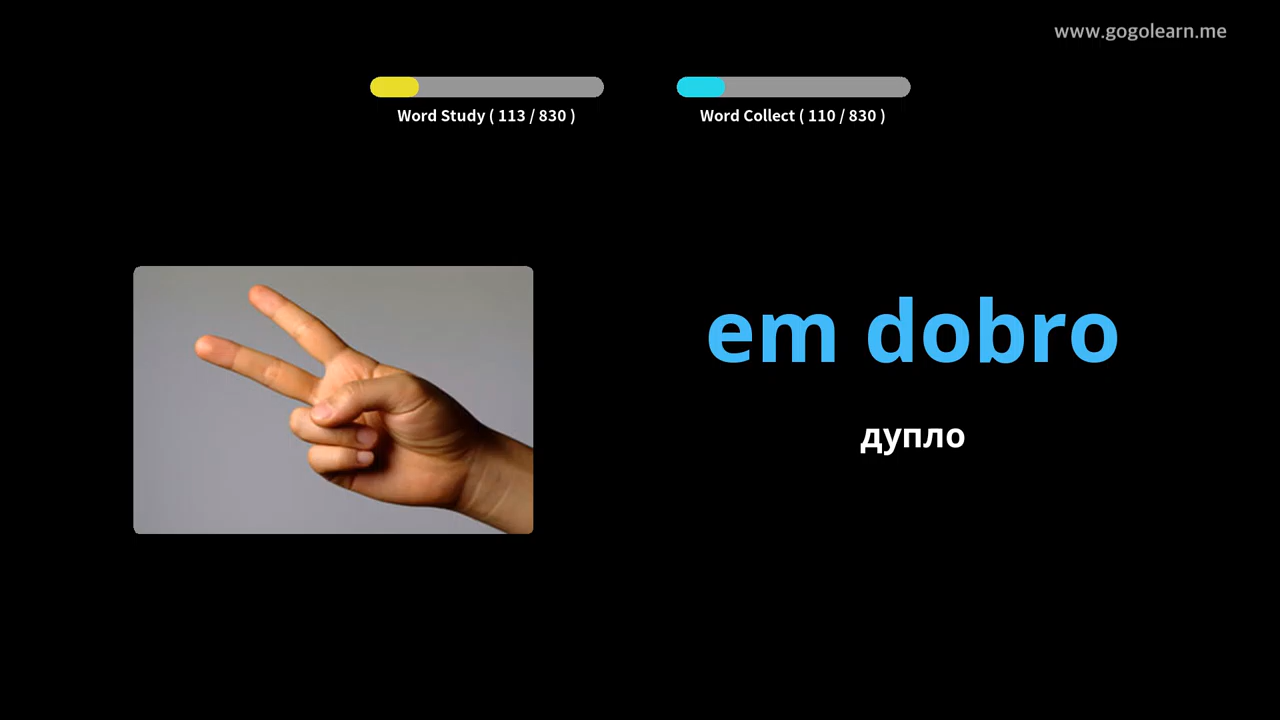 www.gogolearn.me
Word Study ( 113 / 830 )
Word Collect ( 110 / 830 )
em dobro
дупло